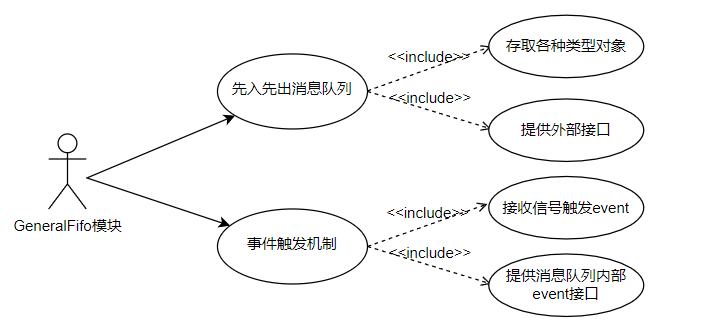 存取各种类型对象
<<include>>
先入先出消息队列
<<include>>
提供外部接口
GeneralFifo模块
<<include>>
接收信号触发event
事件触发机制
<<include>>
提供消息队列内部
event接口